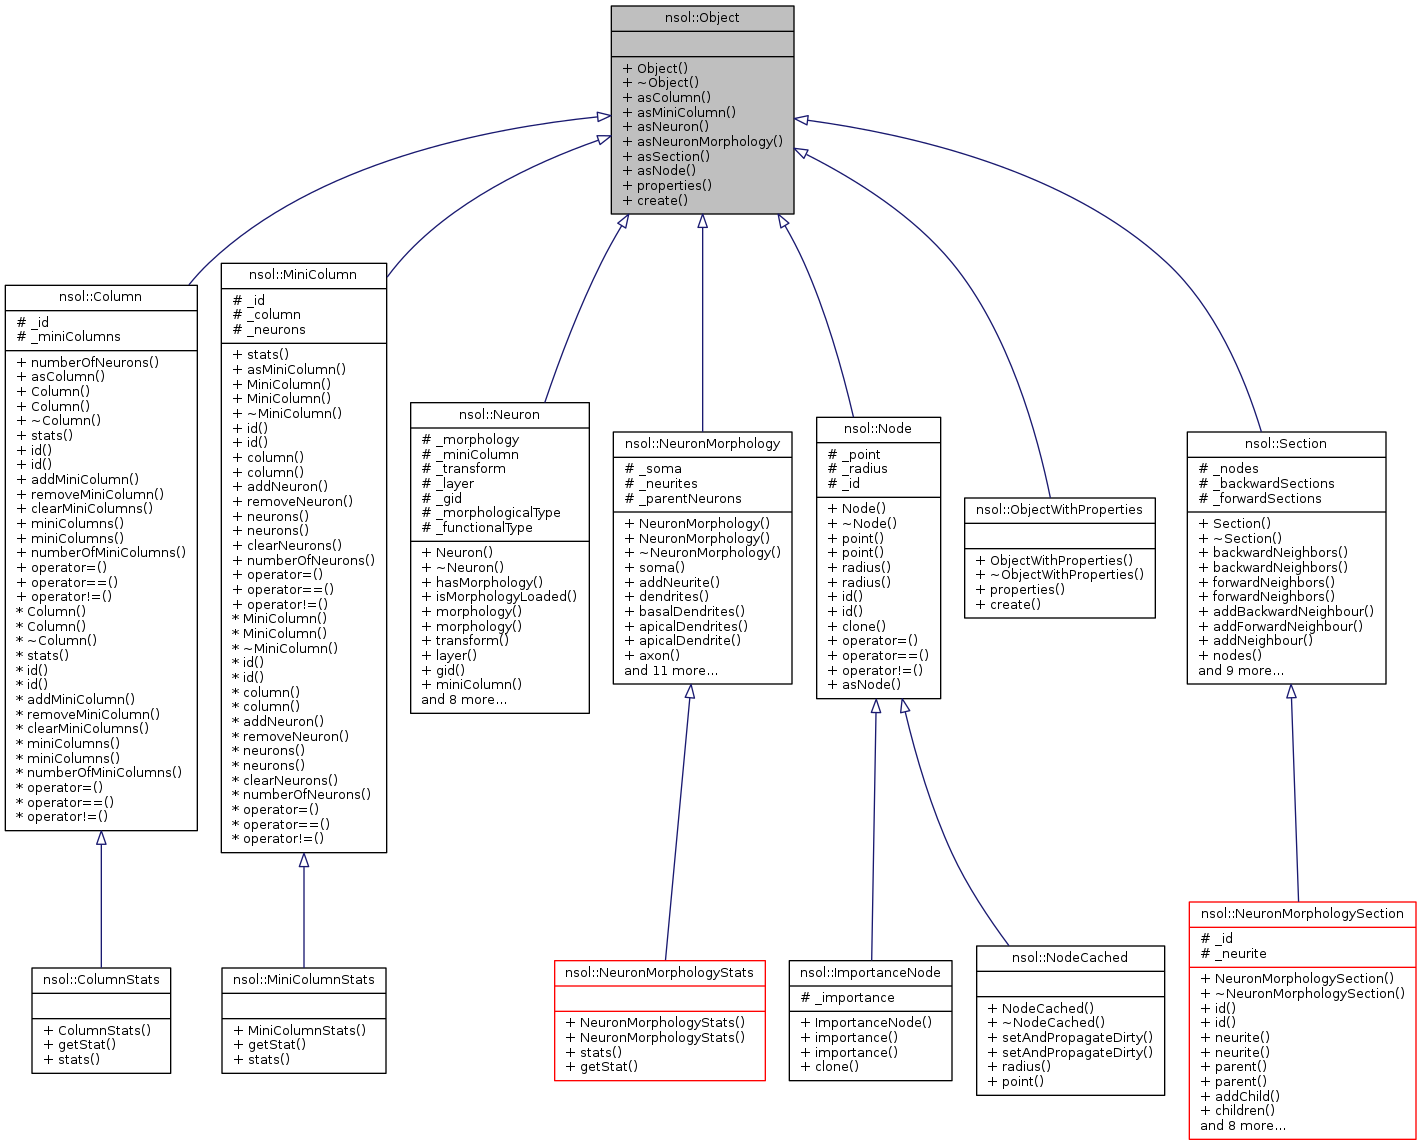 nsol::Object
+ Object()
+ ~Object()
+ asColumn()
+ asMiniColumn()
+ asNeuron()
+ asNeuronMorphology()
+ asSection()
+ asNode()
+ properties()
+ create()
nsol::Column
# _id
# _miniColumns
+ numberOfNeurons()
+ asColumn()
+ Column()
+ Column()
+ ~Column()
+ stats()
+ id()
+ id()
+ addMiniColumn()
+ removeMiniColumn()
+ clearMiniColumns()
+ miniColumns()
+ miniColumns()
+ numberOfMiniColumns()
+ operator=()
+ operator==()
+ operator!=()
* Column()
* Column()
* ~Column()
* stats()
* id()
* id()
* addMiniColumn()
* removeMiniColumn()
* clearMiniColumns()
* miniColumns()
* miniColumns()
* numberOfMiniColumns()
* operator=()
* operator==()
* operator!=()
nsol::MiniColumn
# _id
# _column
# _neurons
+ stats()
+ asMiniColumn()
+ MiniColumn()
+ MiniColumn()
+ ~MiniColumn()
+ id()
+ id()
+ column()
+ column()
+ addNeuron()
+ removeNeuron()
+ neurons()
+ neurons()
+ clearNeurons()
+ numberOfNeurons()
+ operator=()
+ operator==()
+ operator!=()
* MiniColumn()
* MiniColumn()
* ~MiniColumn()
* id()
* id()
* column()
* column()
* addNeuron()
* removeNeuron()
* neurons()
* neurons()
* clearNeurons()
* numberOfNeurons()
* operator=()
* operator==()
* operator!=()
nsol::Neuron
# _morphology
# _miniColumn
# _transform
# _layer
# _gid
# _morphologicalType
# _functionalType
+ Neuron()
+ ~Neuron()
+ hasMorphology()
+ isMorphologyLoaded()
+ morphology()
+ morphology()
+ transform()
+ layer()
+ gid()
+ miniColumn()
and 8 more...
nsol::NeuronMorphology
# _soma
# _neurites
# _parentNeurons
+ NeuronMorphology()
+ NeuronMorphology()
+ ~NeuronMorphology()
+ soma()
+ addNeurite()
+ dendrites()
+ basalDendrites()
+ apicalDendrites()
+ apicalDendrite()
+ axon()
and 11 more...
nsol::Node
# _point
# _radius
# _id
+ Node()
+ ~Node()
+ point()
+ point()
+ radius()
+ radius()
+ id()
+ id()
+ clone()
+ operator=()
+ operator==()
+ operator!=()
+ asNode()
nsol::ObjectWithProperties
+ ObjectWithProperties()
+ ~ObjectWithProperties()
+ properties()
+ create()
nsol::Section
# _nodes
# _backwardSections
# _forwardSections
+ Section()
+ ~Section()
+ backwardNeighbors()
+ backwardNeighbors()
+ forwardNeighbors()
+ forwardNeighbors()
+ addBackwardNeighbour()
+ addForwardNeighbour()
+ addNeighbour()
+ nodes()
and 9 more...
nsol::ColumnStats
+ ColumnStats()
+ getStat()
+ stats()
nsol::MiniColumnStats
+ MiniColumnStats()
+ getStat()
+ stats()
nsol::NeuronMorphologyStats
+ NeuronMorphologyStats()
+ NeuronMorphologyStats()
+ stats()
+ getStat()
nsol::ImportanceNode
# _importance
+ ImportanceNode()
+ importance()
+ importance()
+ clone()
nsol::NodeCached
+ NodeCached()
+ ~NodeCached()
+ setAndPropagateDirty()
+ setAndPropagateDirty()
+ radius()
+ point()
nsol::NeuronMorphologySection
# _id
# _neurite
+ NeuronMorphologySection()
+ ~NeuronMorphologySection()
+ id()
+ id()
+ neurite()
+ neurite()
+ parent()
+ parent()
+ addChild()
+ children()
and 8 more...